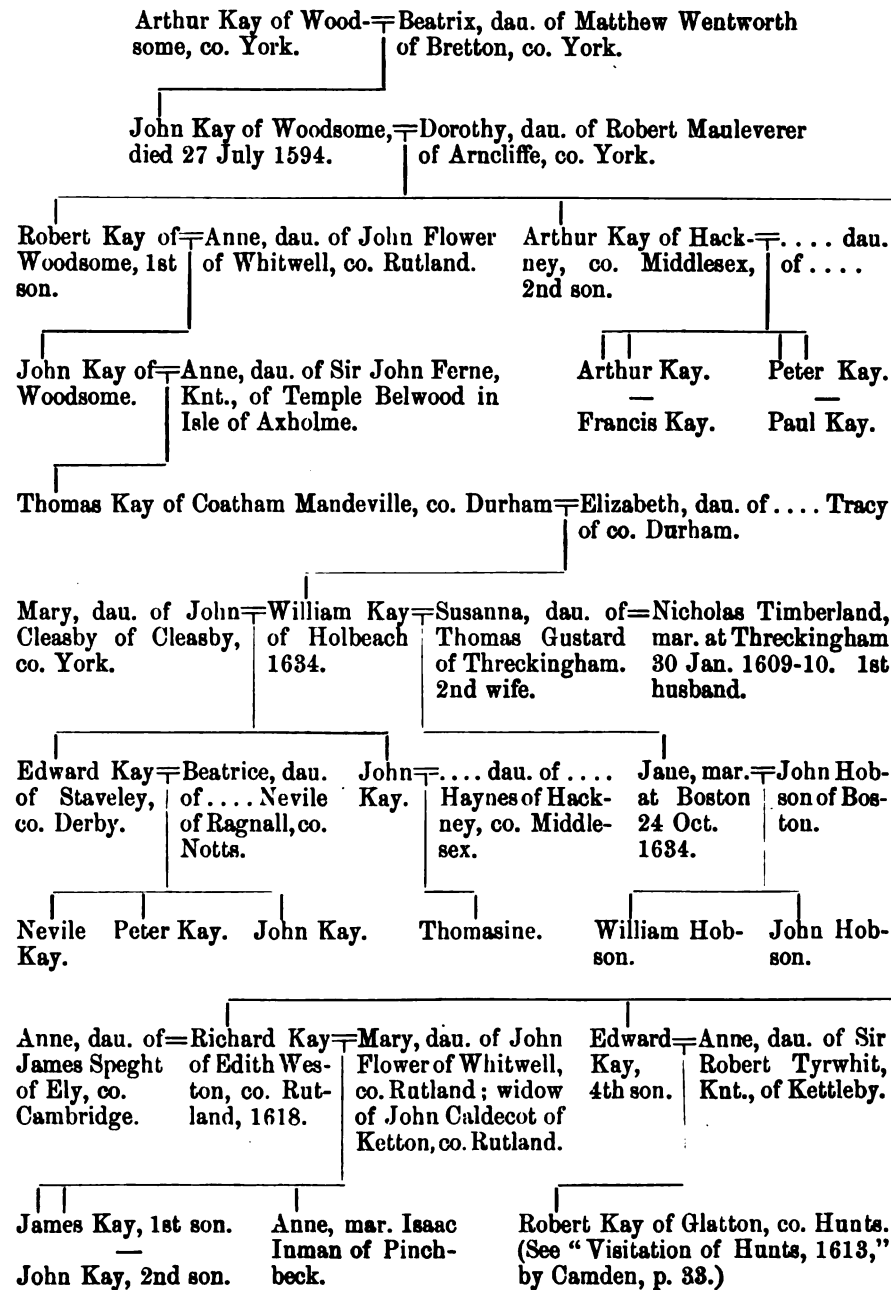 Arthur Kay of Wood-
some, co. York.
Beatrix, dau. of Matthew Wentworth
of Bretton, co. York.
John Kay of Woodsome,
died 27 July 1594.
Dorothy, dau. of Robert Mauleverer
of Arncliffe, co. York.
Robert Kay of
Woodsome, 1st
son.
Anne, dau. of John Flower
of Whitwell, co. Rutland.
Arthur Kay of Hack-
ney, co. Middlesex,
2nd son.
.... dau.
of ....
John Kay of
Woodsome.
Anne, dau. of Sir John Ferne,
Knt., of Temple Belwood in
Isle of Axholme.
Arthur Kay.
—
Francis Kay.
Peter Kay.
—
Paul Kay.
Thomas Kay of Coatham Mandeville, co. Durham
Elizabeth, dau. of .... Tracy
of co. Durham.
Mary, dau. of John
Cleasby of Cleasby,
co. York.
William Kay
of Holbeach
1634.
Susanna, dau. of
Thomas Gustard
of Threckingham.
2nd wife.
Nicholas Timberland,
mar. at Threckingham
30 Jan. 1609-10. 1st
husband.
Edward Kay
of Staveley,
co. Derby.
Beatrice, dau.
of .... Nevile
of Ragnall, co.
Notts.
John
Kay.
.... dau. of ....
Haynes of Hack-
ney, co. Middle-
sex.
Jane, mar.
at Boston
24 Oct.
1634.
John Hob-
son of Bos-
ton.
Nevile
Kay.
Peter Kay.
John Kay.
Thomasine.
William Hob-
son.
John Hob-
son.
Anne, dau. of
James Speght
of Ely, co.
Cambridge.
Richard Kay
of Edith Wes-
ton, co. Rut-
land, 1618.
Mary, dau. of John
Flower of Whitwell,
co. Rutland; widow
of John Caldecot of
Ketton, co. Rutland.
Edward
Kay,
4th son.
Anne, dau. of Sir
Robert Tyrwhit,
Knt., of Kettleby.
James Kay, 1st son.
—
John Kay, 2nd son.
Anne, mar. Isaac
Inman of Pinch-
beck.
Robert Kay of Glatton, co. Hunts.
(See "Visitation of Hunts, 1613,"
by Camden, p. 33.)